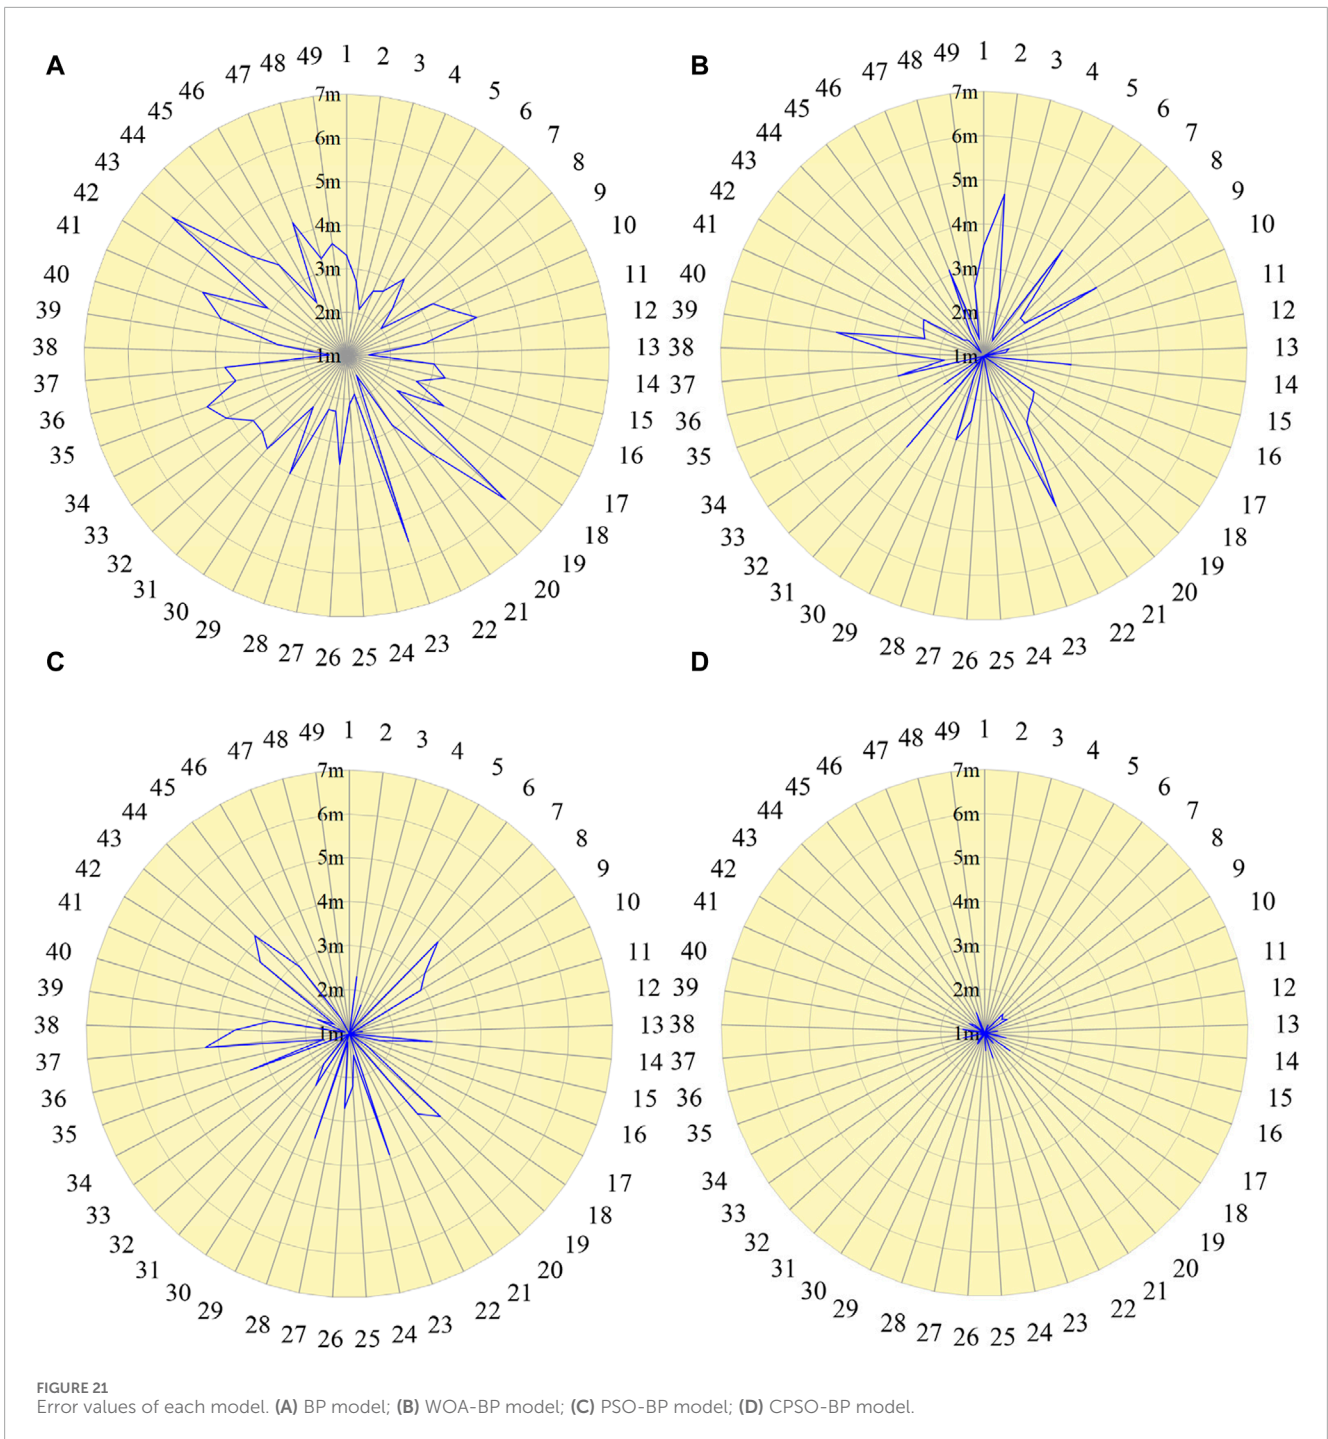 A
1 2 3 4 5 6 7 8 9 10 11 12 13 14 15 16 17 18 19 20 21 22 23 24 25 26 27 28 29 30 31 32 33 34 35 36 37 38 39 40 41 42 43 44 45 46 47 48 49
7m
6m
5m
4m
3m
2m
1m
B
1 2 3 4 5 6 7 8 9 10 11 12 13 14 15 16 17 18 19 20 21 22 23 24 25 26 27 28 29 30 31 32 33 34 35 36 37 38 39 40 41 42 43 44 45 46 47 48 49
7m
6m
5m
4m
3m
2m
1m
C
1 2 3 4 5 6 7 8 9 10 11 12 13 14 15 16 17 18 19 20 21 22 23 24 25 26 27 28 29 30 31 32 33 34 35 36 37 38 39 40 41 42 43 44 45 46 47 48 49
7m
6m
5m
4m
3m
2m
1m
D
1 2 3 4 5 6 7 8 9 10 11 12 13 14 15 16 17 18 19 20 21 22 23 24 25 26 27 28 29 30 31 32 33 34 35 36 37 38 39 40 41 42 43 44 45 46 47 48 49
7m
6m
5m
4m
3m
2m
1m
FIGURE 21
Error values of each model. (A) BP model; (B) WOA-BP model; (C) PSO-BP model; (D) CPSO-BP model.